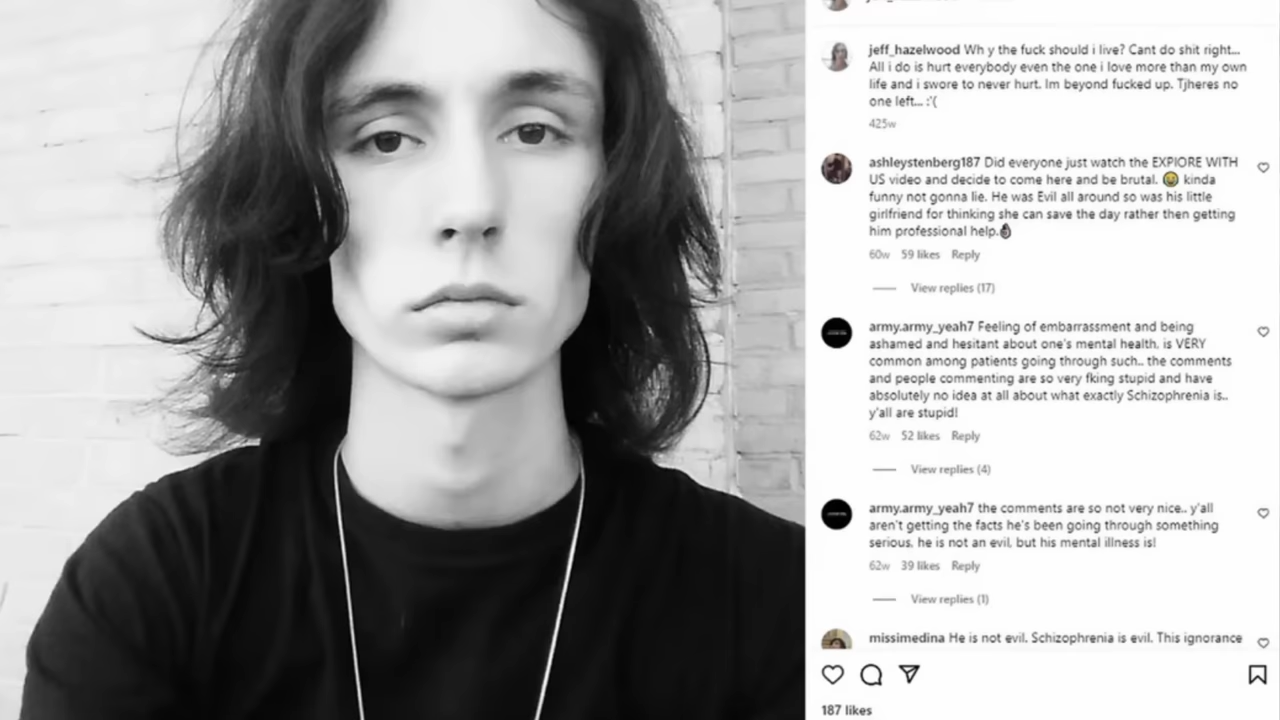 jeff_hazelwood Wh y the fuck should i live? Cant do shit right...
All i do is hurt everybody even the one i love more than my own
life and i swore to never hurt. Im beyond fucked up. Tjheres no
one left... :'(
425w
ashleystenberg187 Did everyone just watch the EXPlORE WITH
US video and decide to come here and be brutal. 😂 kinda
funny not gonna lie. He was Evil all around so was his little
girlfriend for thinking she can save the day rather then getting
him professional help.👌🏿
60w 59 likes Reply
View replies (17)
army.army_yeah7 Feeling of embarrassment and being
ashamed and hesitant about one's mental health, is VERY
common among patients going through such.. the comments
and people commenting are so very fking stupid and have
absolutely no idea at all about what exactly Schizophrenia is..
y'all are stupid!
62w 52 likes Reply
View replies (4)
army.army_yeah7 the comments are so not very nice.. y'all
aren't getting the facts he's been going through something
serious, he is not an evil, but his mental illness is!
62w 39 likes Reply
View replies (1)
missimedina He is not evil. Schizophrenia is evil. This ignorance
187 likes